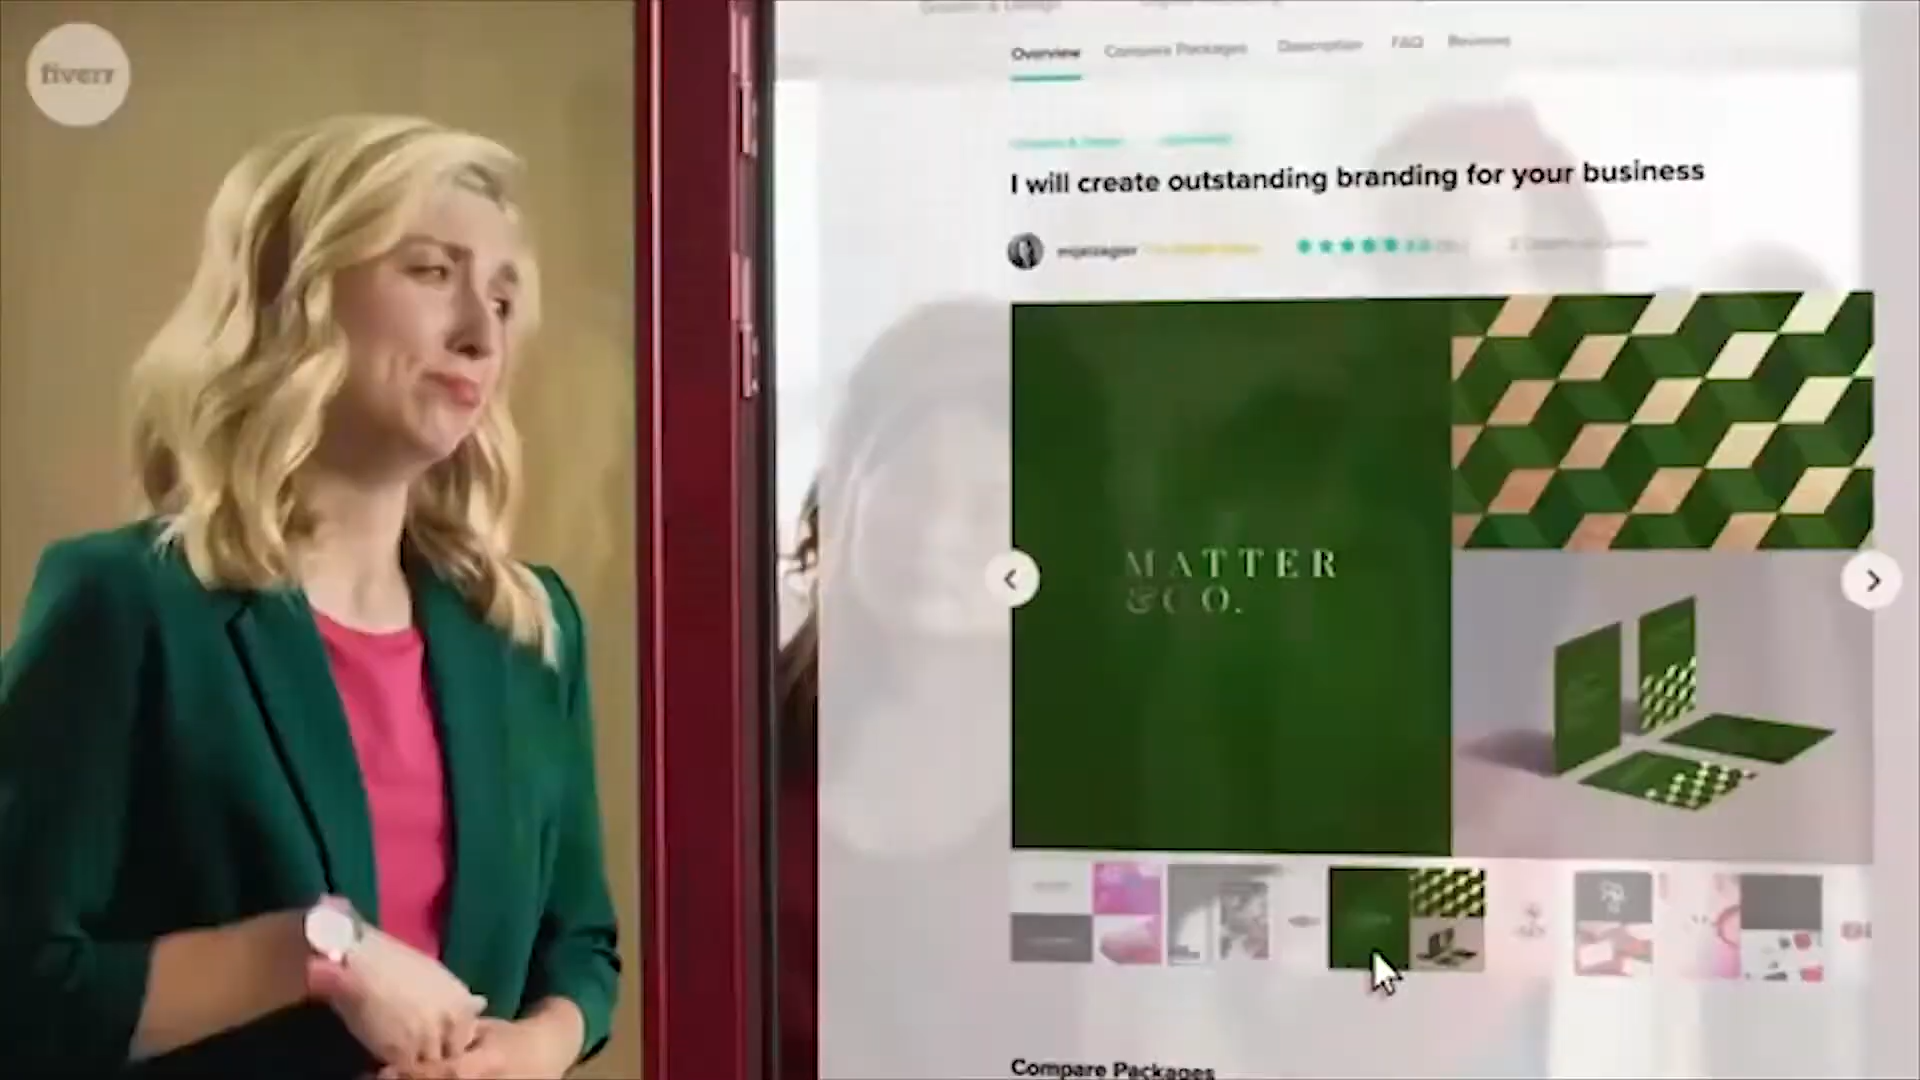 fiverr
Overview Compare Packages Description FAQ Reviews
I will create outstanding branding for your business
MATTER
&CO.
Compare Packages